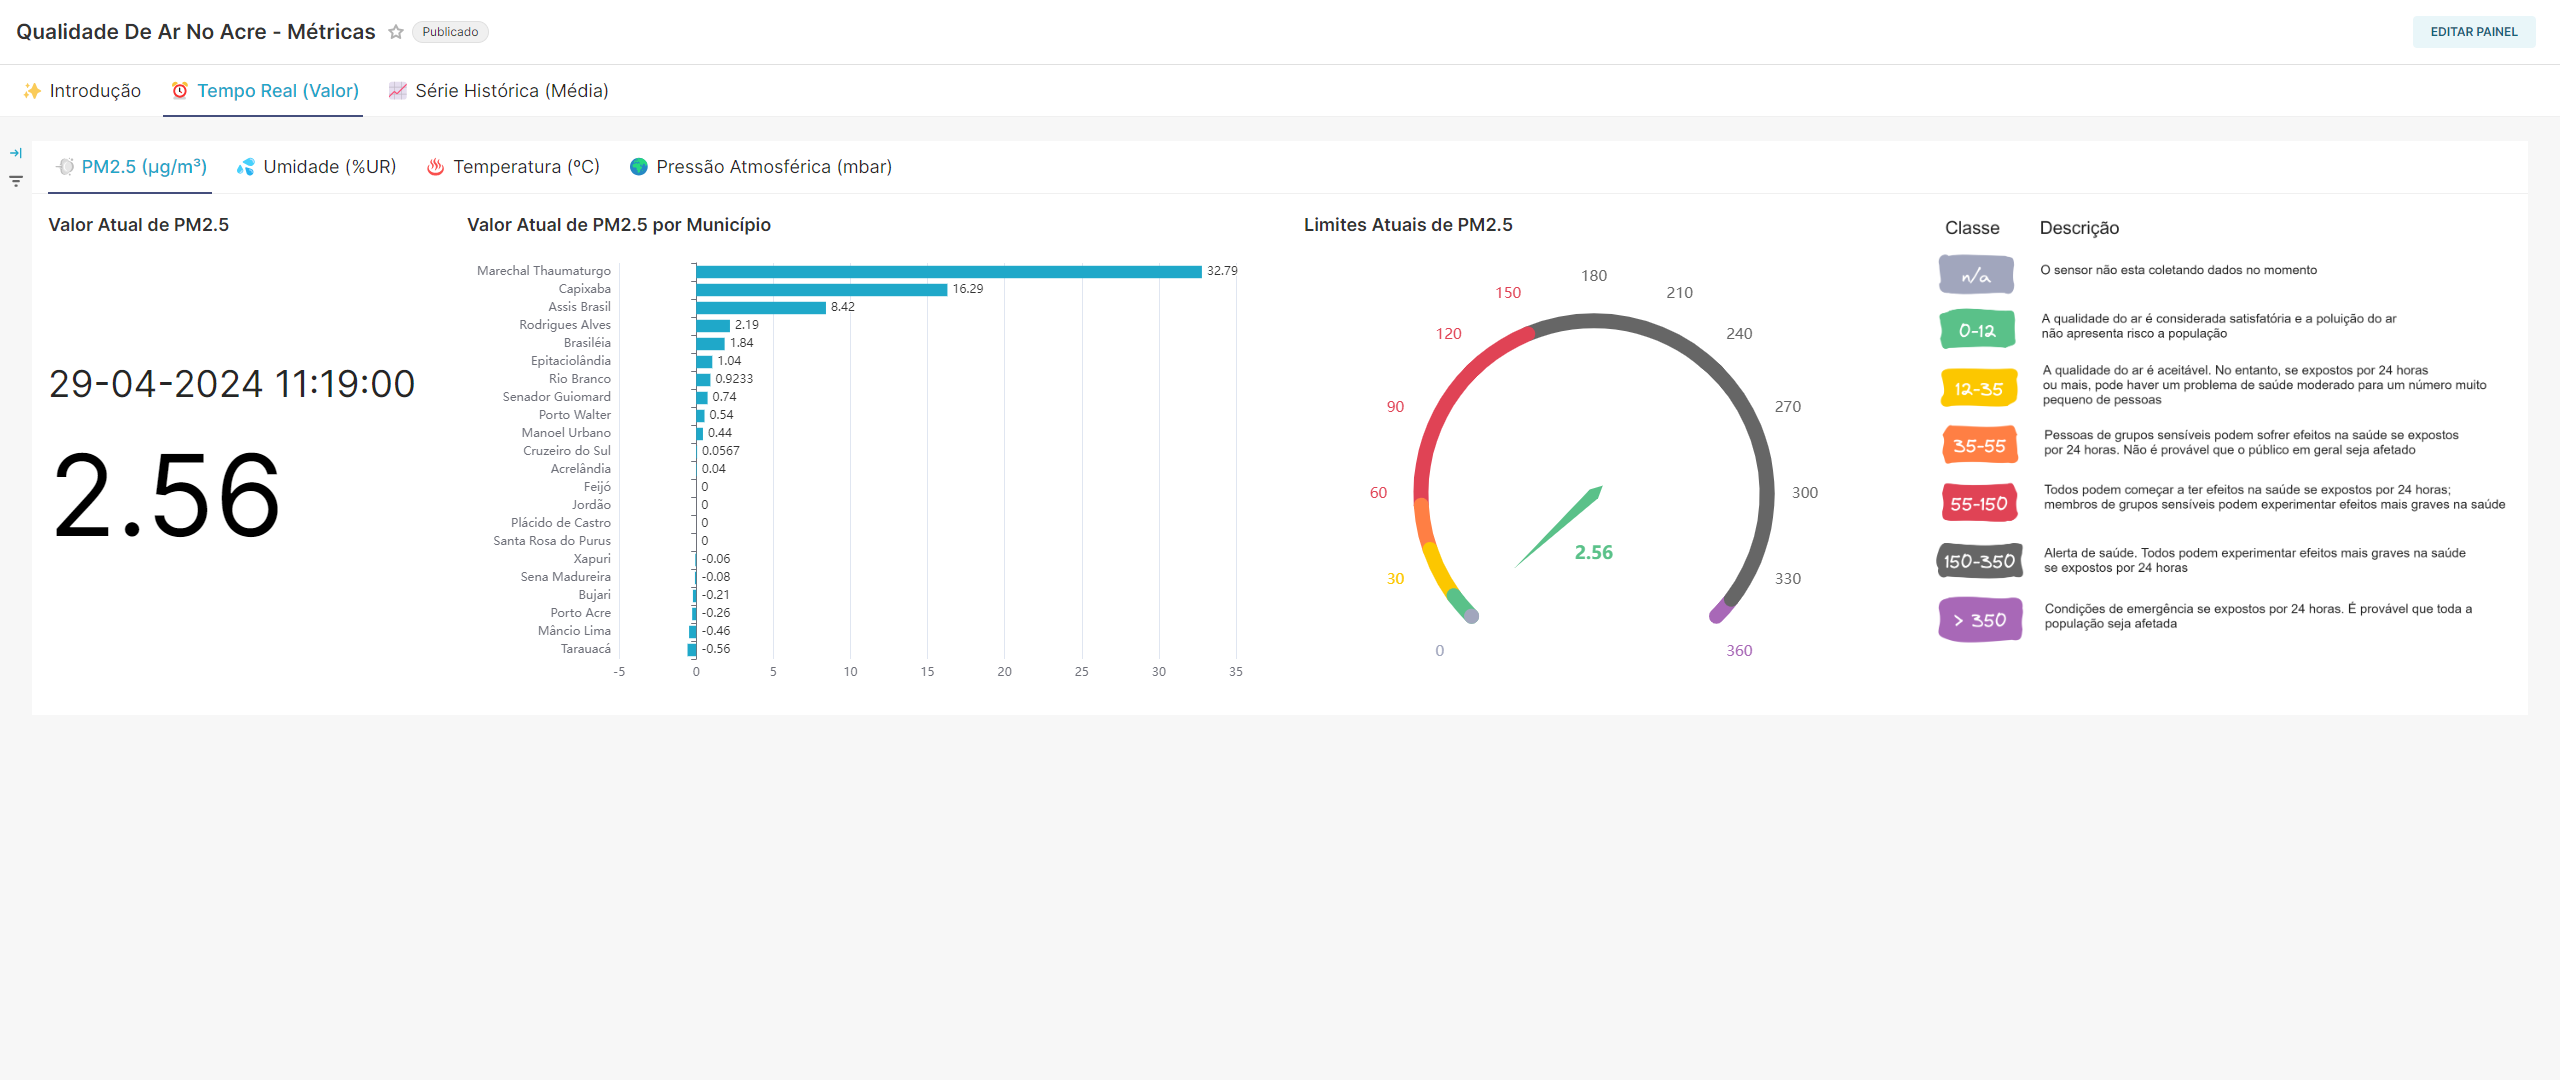 Qualidade De Ar No Acre - Métricas
Publicado
EDITAR PAINEL
Introdução
Tempo Real (Valor)
Série Histórica (Média)
PM2.5 (µg/m³)
Umidade (%UR)
Temperatura (ºC)
Pressão Atmosférica (mbar)
Valor Atual de PM2.5
29-04-2024 11:19:00
2.56
Valor Atual de PM2.5 por Município
Marechal Thaumaturgo 32.79
Capixaba 16.29
Assis Brasil 8.42
Rodrigues Alves 2.19
Brasiléia 1.84
Epitaciolândia 1.04
Rio Branco 0.9233
Senador Guiomard 0.74
Porto Walter 0.54
Manoel Urbano 0.44
Cruzeiro do Sul 0.0567
Acrelândia 0.04
Feijó 0
Jordão 0
Plácido de Castro 0
Santa Rosa do Purus 0
Xapuri -0.06
Sena Madureira -0.08
Bujari -0.21
Porto Acre -0.26
Mâncio Lima -0.46
Tarauacá -0.56
-5 0 5 10 15 20 25 30 35
Limites Atuais de PM2.5
0
30
60
90
120
150
180
210
240
270
300
330
360
2.56
Classe Descrição
n/a
O sensor não esta coletando dados no momento
0-12
A qualidade do ar é considerada satisfatória e a poluição do ar
não apresenta risco a população
12-35
A qualidade do ar é aceitável. No entanto, se expostos por 24 horas
ou mais, pode haver um problema de saúde moderado para um número muito
pequeno de pessoas
35-55
Pessoas de grupos sensíveis podem sofrer efeitos na saúde se expostos
por 24 horas. Não é provável que o público em geral seja afetado
55-150
Todos podem começar a ter efeitos na saúde se expostos por 24 horas;
membros de grupos sensíveis podem experimentar efeitos mais graves na saúde
150-350
Alerta de saúde. Todos podem experimentar efeitos mais graves na saúde
se expostos por 24 horas
> 350
Condições de emergência se expostos por 24 horas. É provável que toda a
população seja afetada